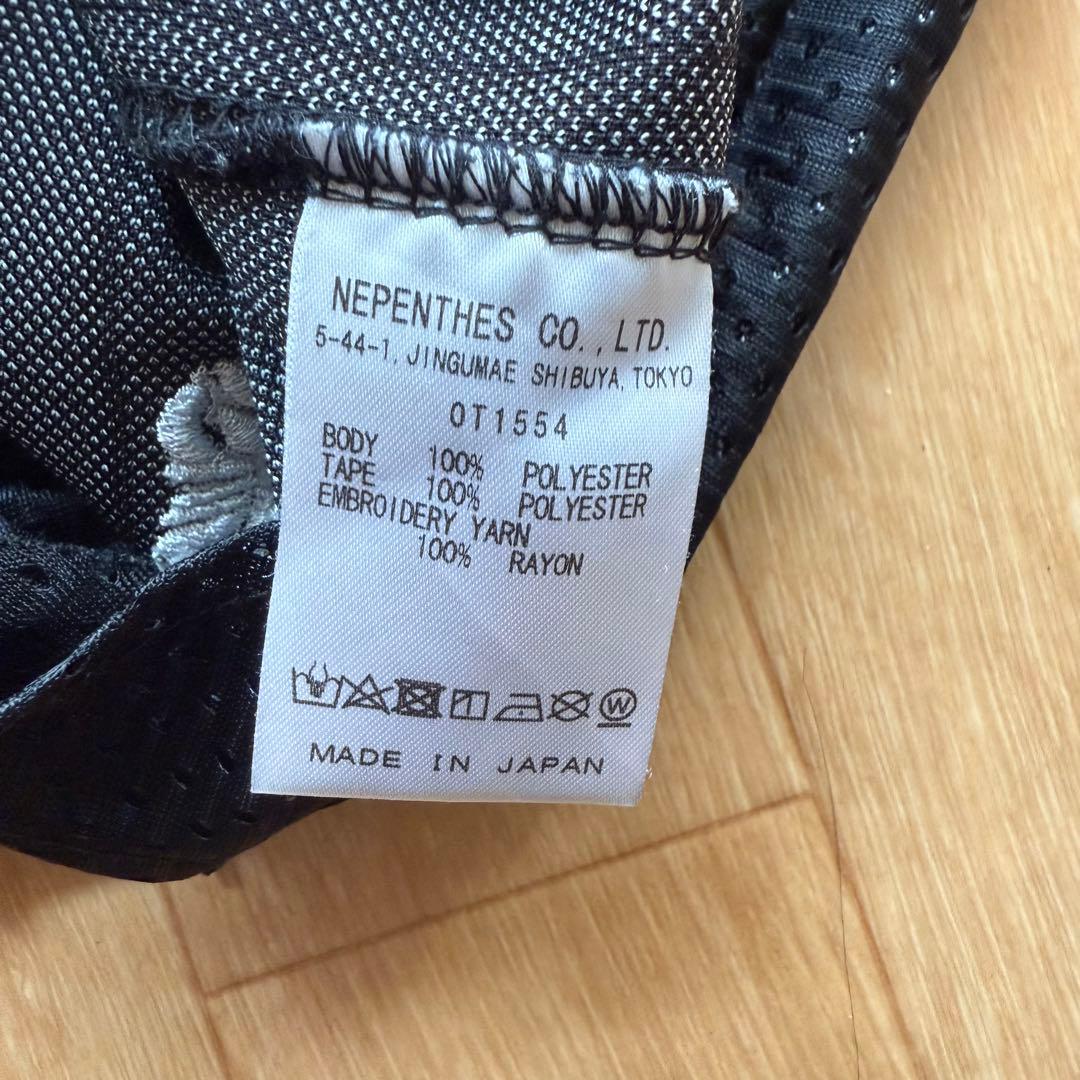 NEPENTHES CO., LTD.
5-44-1, JINGUMAE SHIBUYA, TOKYO
OT1554
BODY 100% POLYESTER
TAPE 100% POLYESTER
EMBROIDERY YARN
100% RAYON
W
MADE IN JAPAN